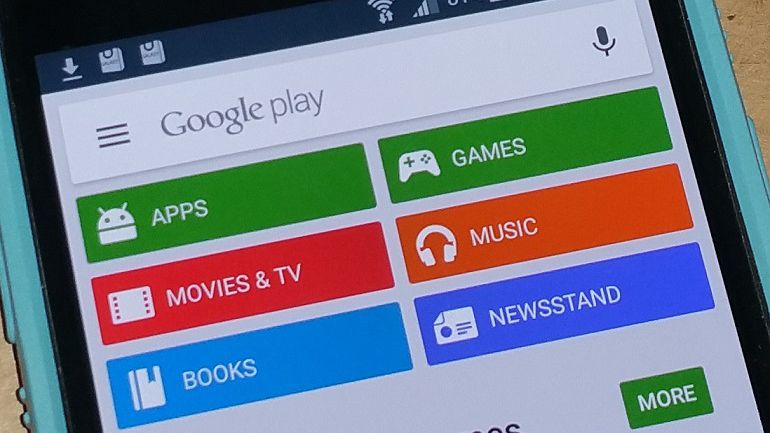 Google play
APPS
GAMES
MOVIES & TV
MUSIC
BOOKS
NEWSSTAND
MORE